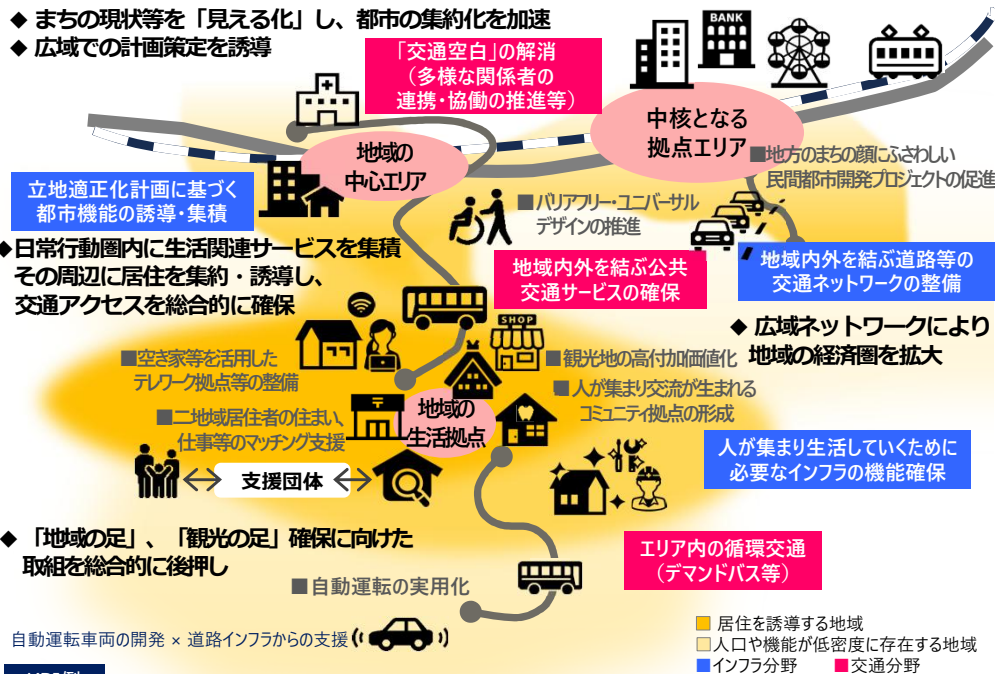 ◆ まちの現状等を「見える化」し、都市の集約化を加速
◆ 広域での計画策定を誘導
「交通空白」の解消
（多様な関係者の
連携・協働の推進等）
BANK
中核となる
拠点エリア
地域の
中心エリア
■地方のまちの顔にふさわしい
民間都市開発プロジェクトの促進
立地適正化計画に基づく
都市機能の誘導・集積
■バリアフリー・ユニバーサル
デザインの推進
◆日常行動圏内に生活関連サービスを集積
その周辺に居住を集約・誘導し、
交通アクセスを総合的に確保
地域内外を結ぶ公共
交通サービスの確保
地域内外を結ぶ道路等の
交通ネットワークの整備
◆ 広域ネットワークにより
地域の経済圏を拡大
SHOP
■空き家等を活用した
テレワーク拠点等の整備
■観光地の高付加価値化
■人が集まり交流が生まれる
コミュニティ拠点の形成
■二地域居住者の住まい、
仕事等のマッチング支援
〒
地域の
生活拠点
支援団体
人が集まり生活していくために
必要なインフラの機能確保
◆ 「地域の足」、「観光の足」確保に向けた
取組を総合的に後押し
エリア内の循環交通
（デマンドバス等）
■自動運転の実用化
自動運転車両の開発 × 道路インフラからの支援
■ 居住を誘導する地域
□人口や機能が低密度に存在する地域
■インフラ分野 ■交通分野